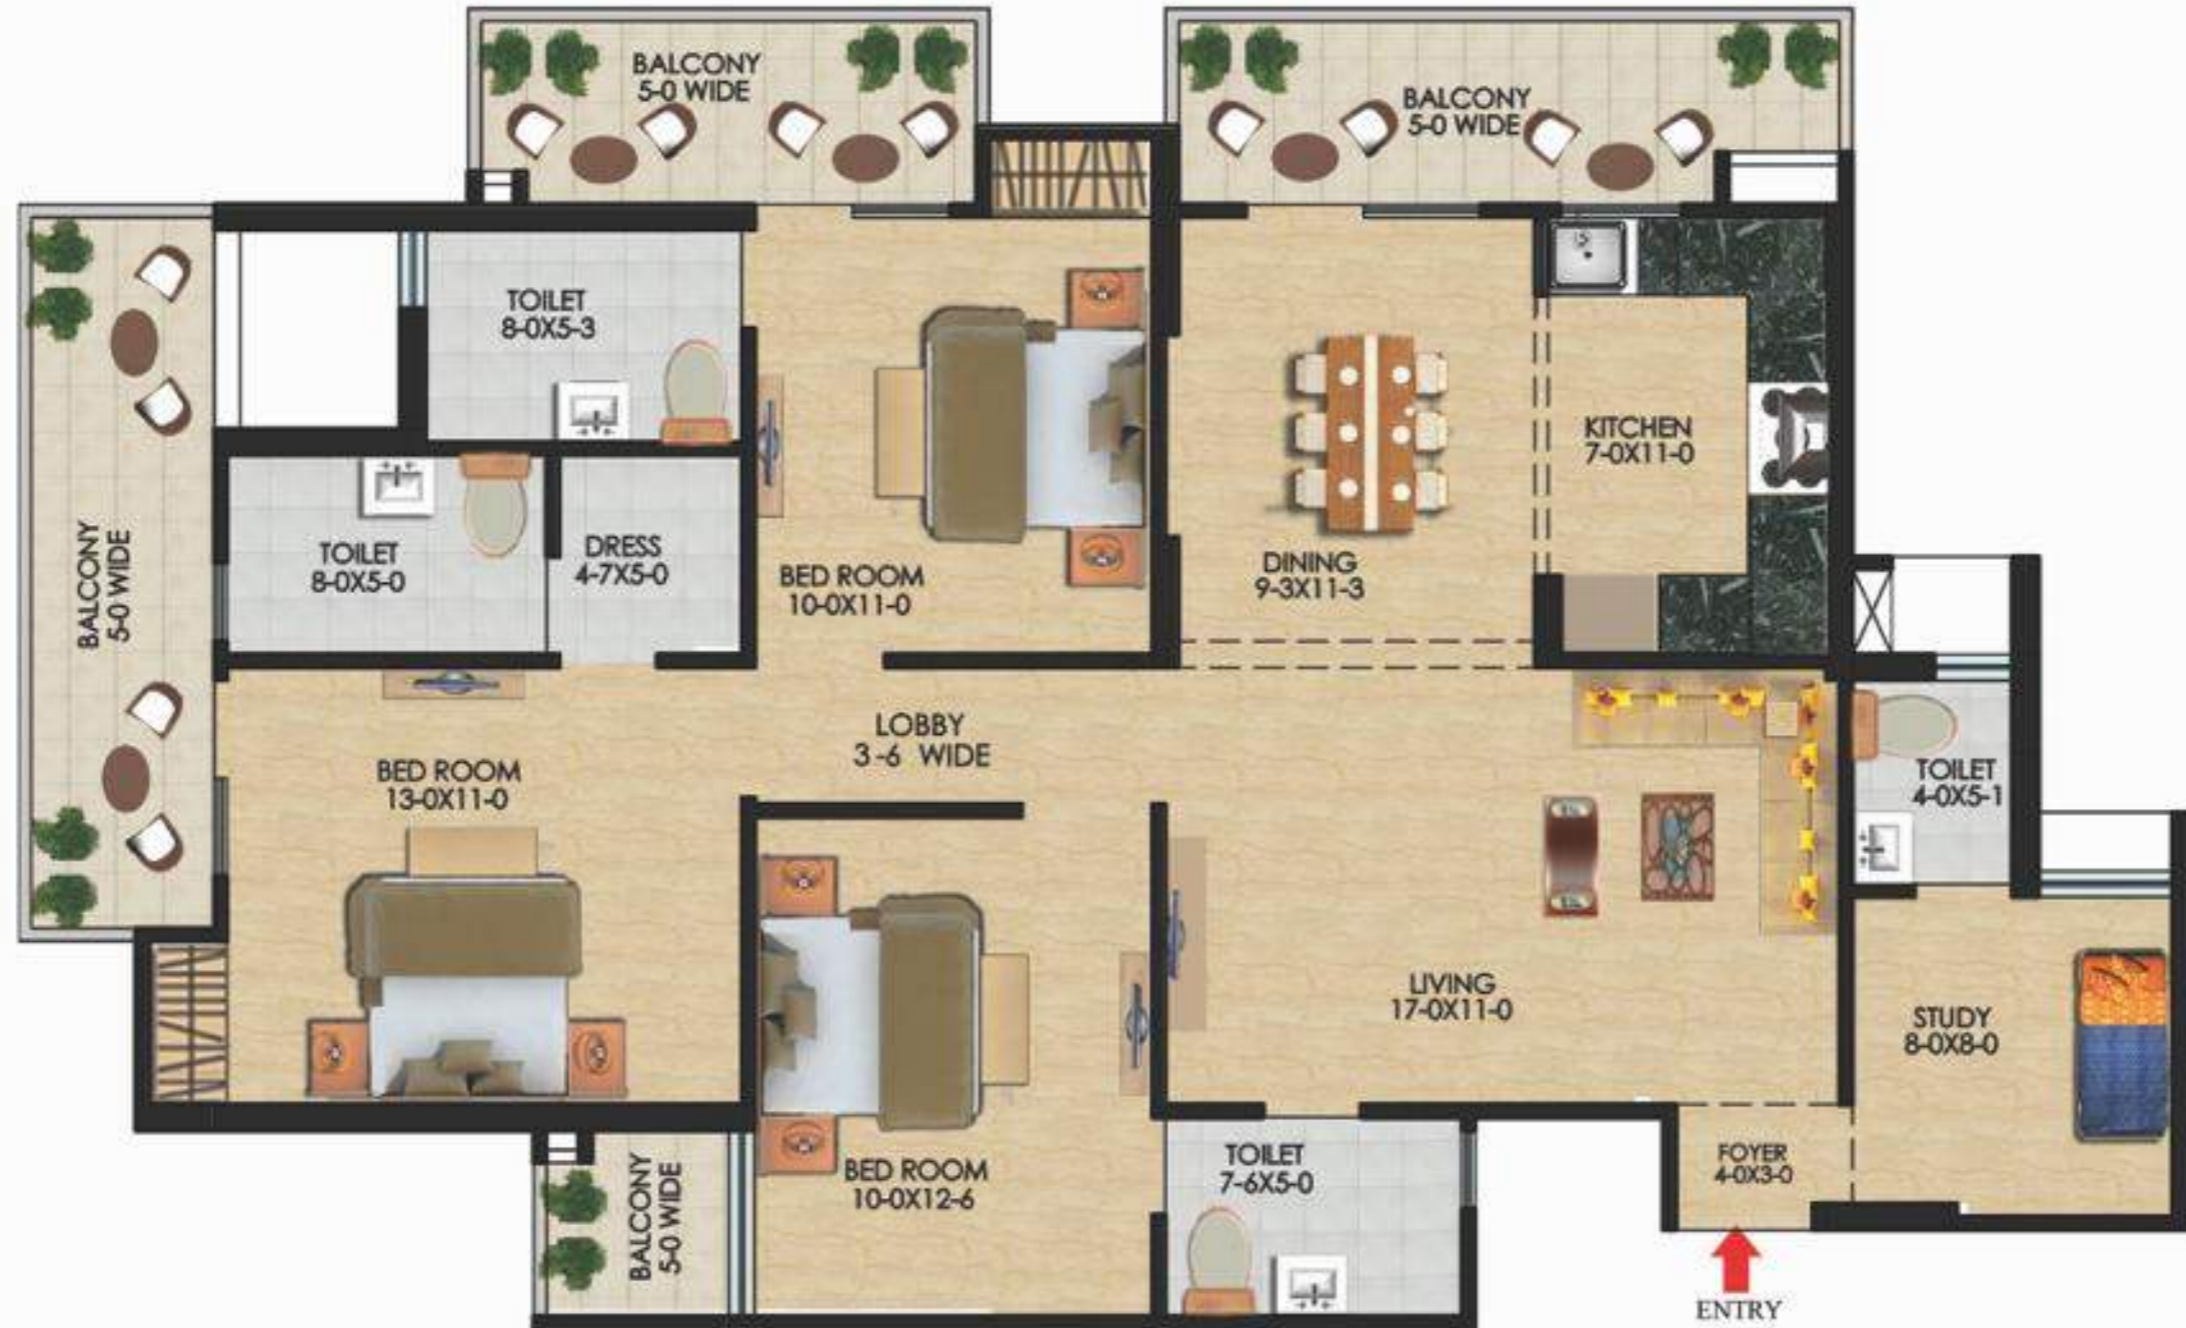 BALCONY
5-0 WIDE
BALCONY
5-0 WIDE
TOILET
8-0X5-3
KITCHEN
7-0X11-0
BALCONY
5-0 WIDE
TOILET
8-0X5-0
DRESS
4-7X5-0
BED ROOM
10-0X11-0
DINING
9-3X11-3
LOBBY
3-6 WIDE
BED ROOM
13-0X11-0
TOILET
4-0X5-1
LIVING
17-0X11-0
STUDY
8-0X8-0
BALCONY
5-0 WIDE
BED ROOM
10-0X12-6
TOILET
7-6X5-0
FOYER
4-0X3-0
ENTRY